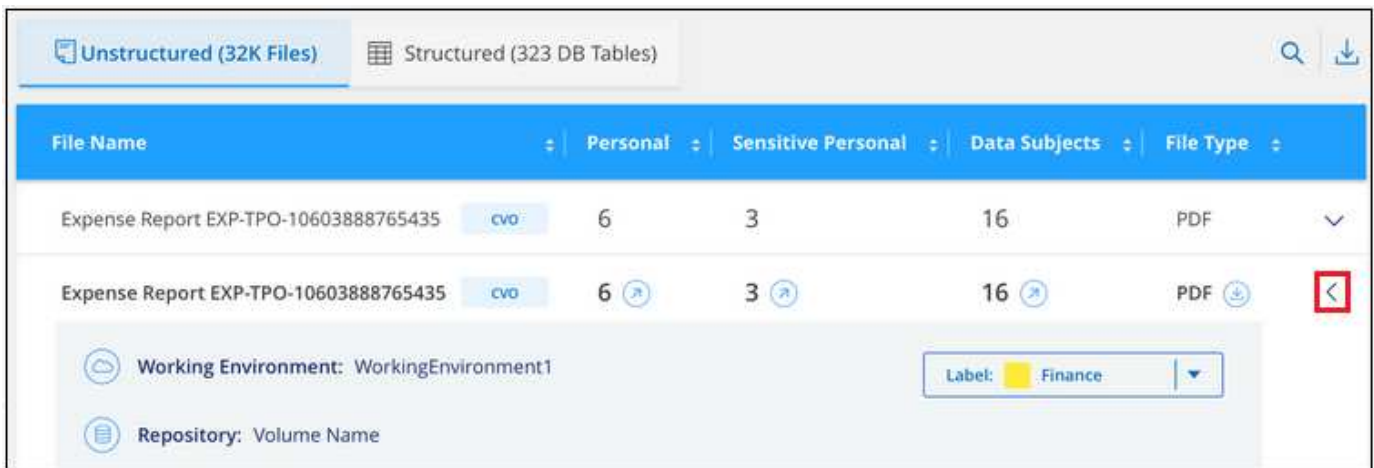 Unstructured (32K Files) Structured (323 DB Tables)
File Name Personal Sensitive Personal Data Subjects File Type
Expense Report EXP-TPO-10603888765435 CVO 6 3 16 PDF
Expense Report EXP-TPO-10603888765435 CVO 6 3 16 PDF
Working Environment: WorkingEnvironment1 Label: Finance
Repository: Volume Name